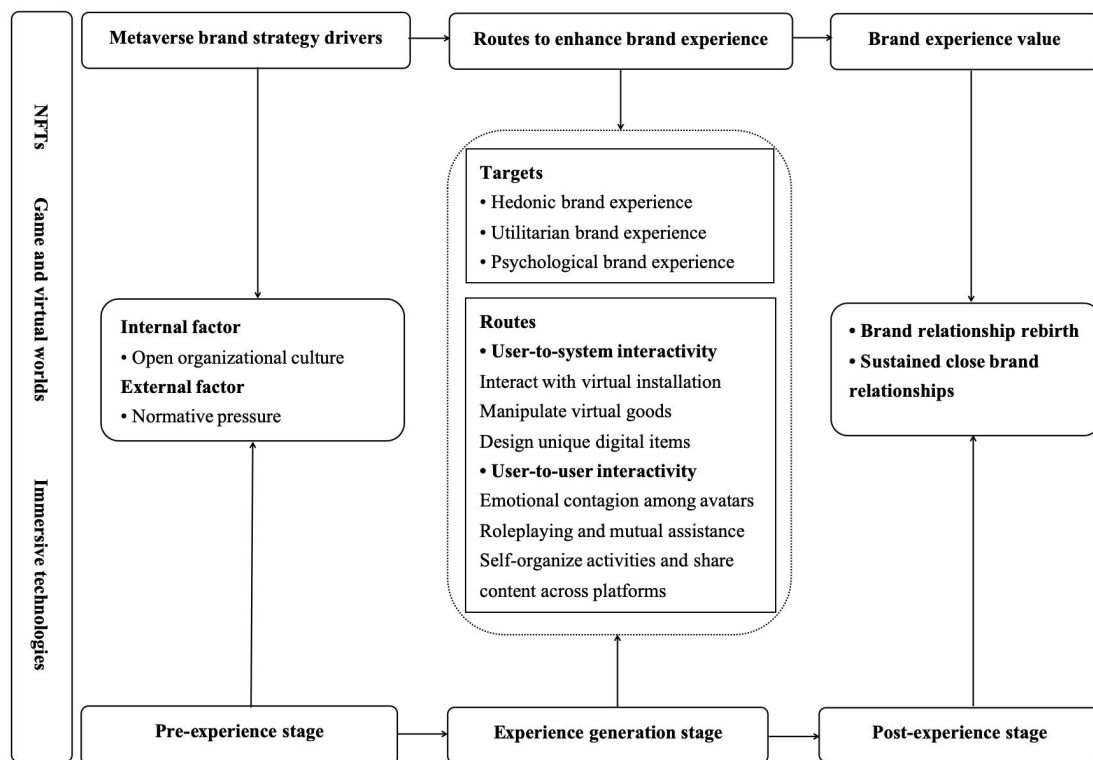 Metaverse brand strategy drivers
Routes to enhance brand experience
Brand experience value
NFTs
Game and virtual worlds
Immersive technologies
Internal factor
• Open organizational culture
External factor
• Normative pressure
Targets
• Hedonic brand experience
• Utilitarian brand experience
• Psychological brand experience
Routes
• User-to-system interactivity
Interact with virtual installation
Manipulate virtual goods
Design unique digital items
• User-to-user interactivity
Emotional contagion among avatars
Roleplaying and mutual assistance
Self-organize activities and share
content across platforms
• Brand relationship rebirth
• Sustained close brand
relationships
Pre-experience stage
Experience generation stage
Post-experience stage